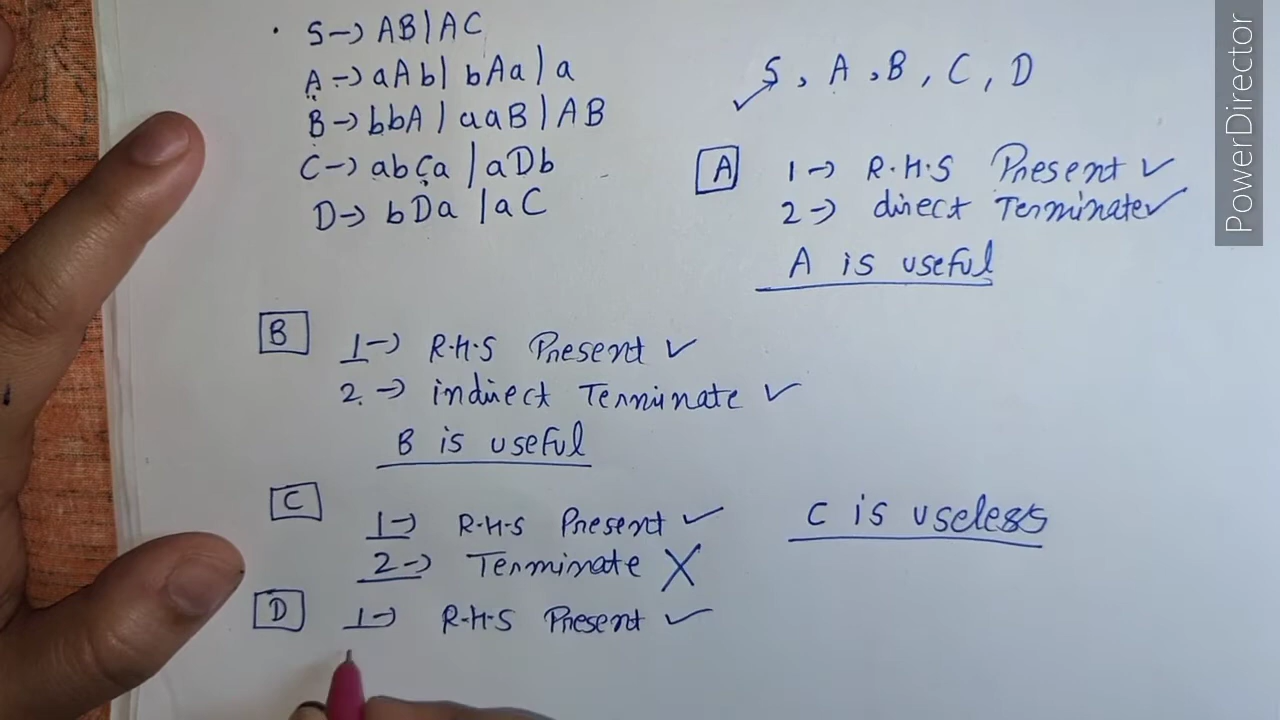 S → AB | AC
A → aAb | bAa | a
B → bbA | aaB | AB
C → abCa | aDb
D → bDa | aC
S, A, B, C, D
A
1 → R.H.S Present ✓
2 → direct Terminate ✓
A is useful
B
1 → R.H.S Present ✓
2. → indirect Terminate ✓
B is useful
C
1 → R-H-S Present ✓
2 → Terminate X
C is useless
D
1 → R-H-S Present ✓
PowerDirector